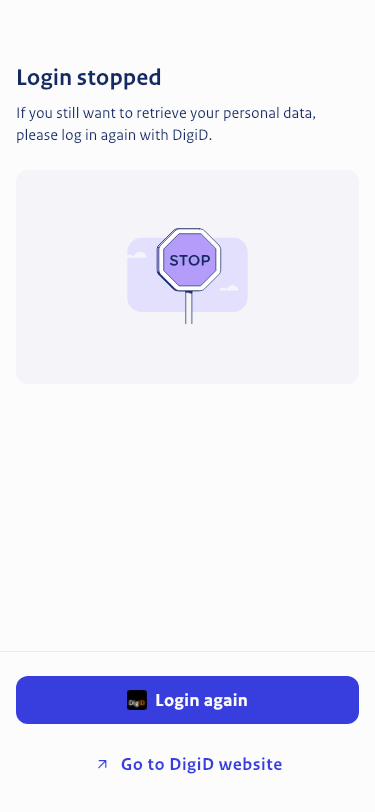 Login stopped
If you still want to retrieve your personal data,
please log in again with DigiD.
STOP
DigiD
Login again
Go to DigiD website